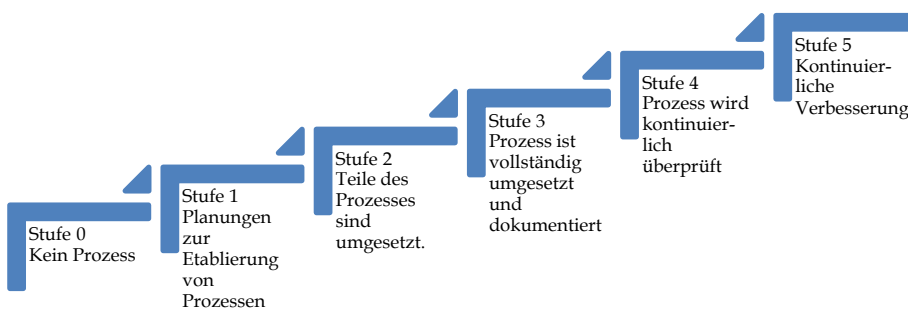 Stufe 0
Kein Prozess
Stufe 1
Planungen
zur
Etablierung
von
Prozessen
Stufe 2
Teile des
Prozesses
sind
umgesetzt.
Stufe 3
Prozess ist
vollständig
umgesetzt
und
dokumentiert
Stufe 4
Prozess wird
kontinuier-
lich
überprüft
Stufe 5
Kontinuier-
liche
Verbesserung